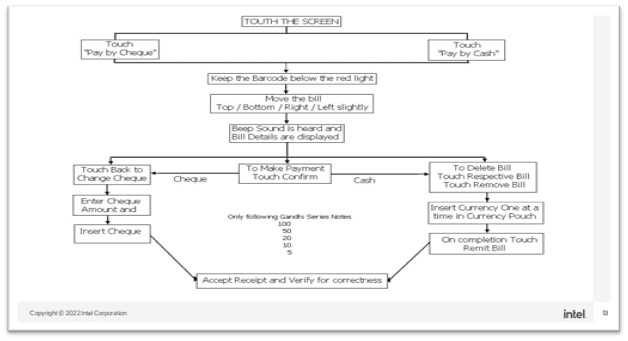 TOUTH THE SCREEN
Touch
"Pay by Cheque"
Touch
"Pay by Cash"
Keep the Barcode below the red light
Move the bill
Top / Bottom / Right / Left slightly
Beep Sound is heard and
Bill Details are displayed
Touch Back to
Change Cheque
To Make Payment
Touch Confirm
To Delete Bill
Touch Respective Bill
Touch Remove Bill
Cheque
Cash
Enter Cheque
Amount and
Insert Cheque
Only following Gandhi Series Notes
100
50
20
10
5
Insert Currency One at a
time in Currency Pouch
On completion Touch
Remit Bill
Accept Receipt and Verify for correctness
Copyright © 2022 Intel Corporation
intel.